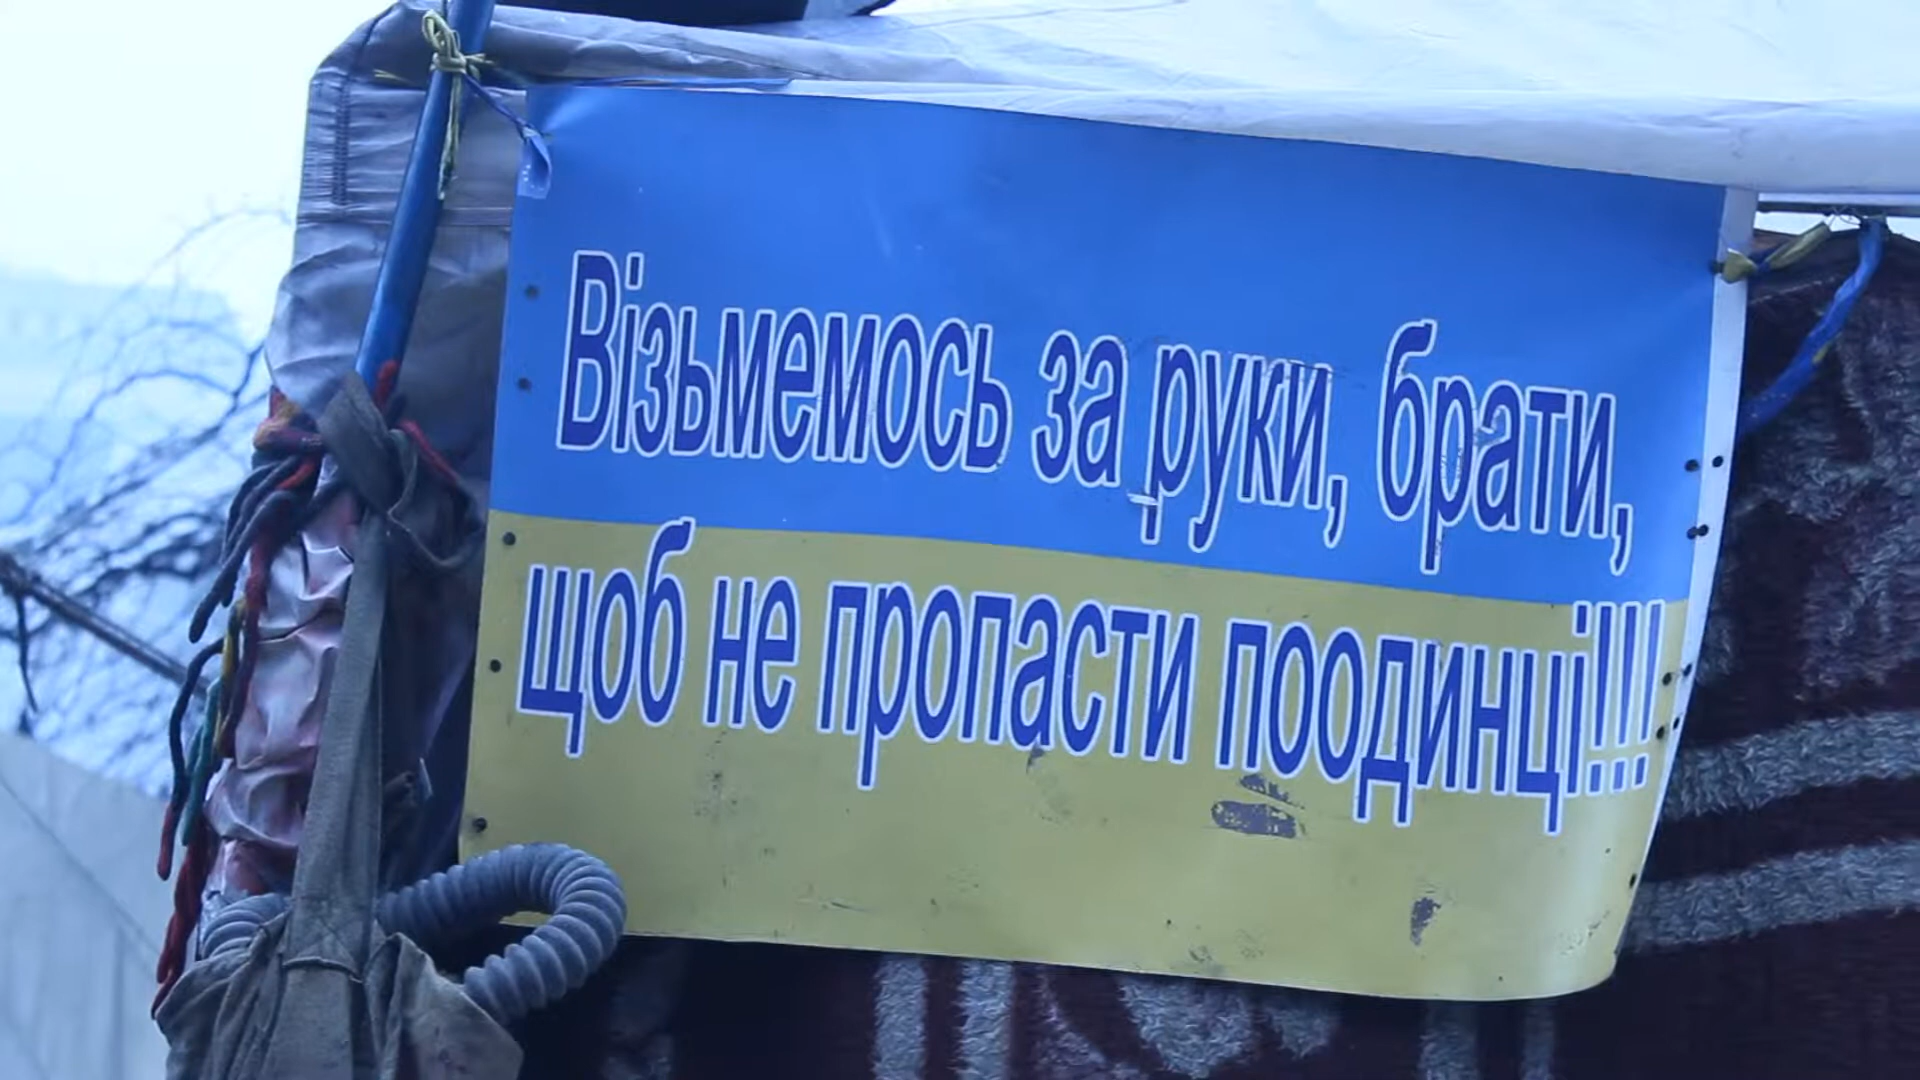 Візьмемось за руки, брати,
щоб не пропасти поодинці!!!